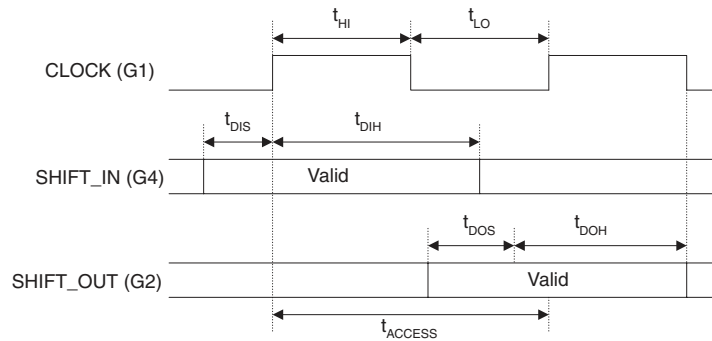 tHI tLO
CLOCK (G1)
tDIS tDIH
SHIFT_IN (G4) Valid
tDOS tDOH
SHIFT_OUT (G2) Valid
tACCESS